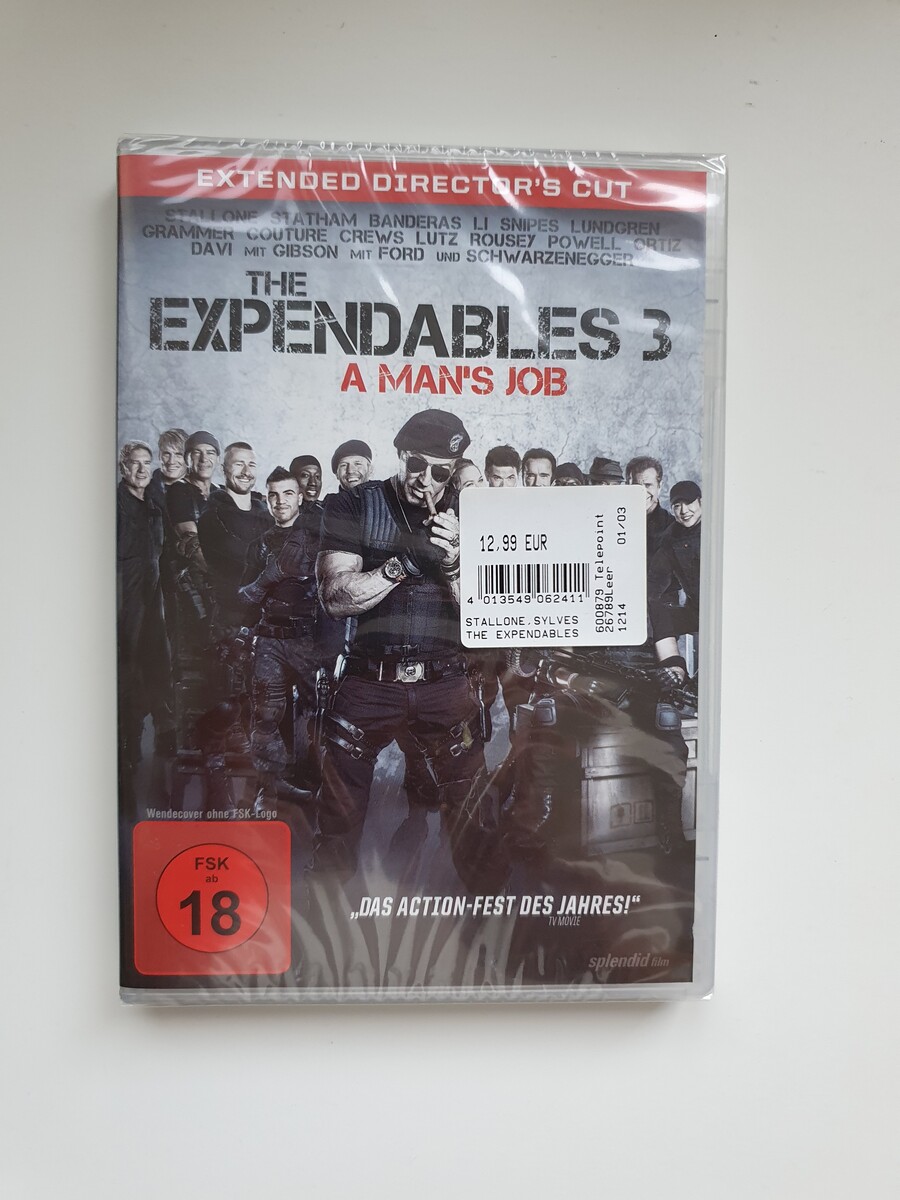 EXTENDED DIRECTOR'S CUT
STALLONE STATHAM BANDERAS LI SNIPES LUNDGREN
GRAMMER COUTURE CREWS LUTZ ROUSEY POWELL ORTIZ
DAVI MIT GIBSON MIT FORD UND SCHWARZENEGGER
THE
EXPENDABLES 3
A MAN'S JOB
12,99 EUR
4 013549 062411
STALLONE,SYLVES
THE EXPENDABLES
600879 Telepoint
26789Leer 01/03
1214
Wendecover ohne FSK-Logo
FSK
ab
18
„DAS ACTION-FEST DES JAHRES!“
TV MOVIE
splendid film